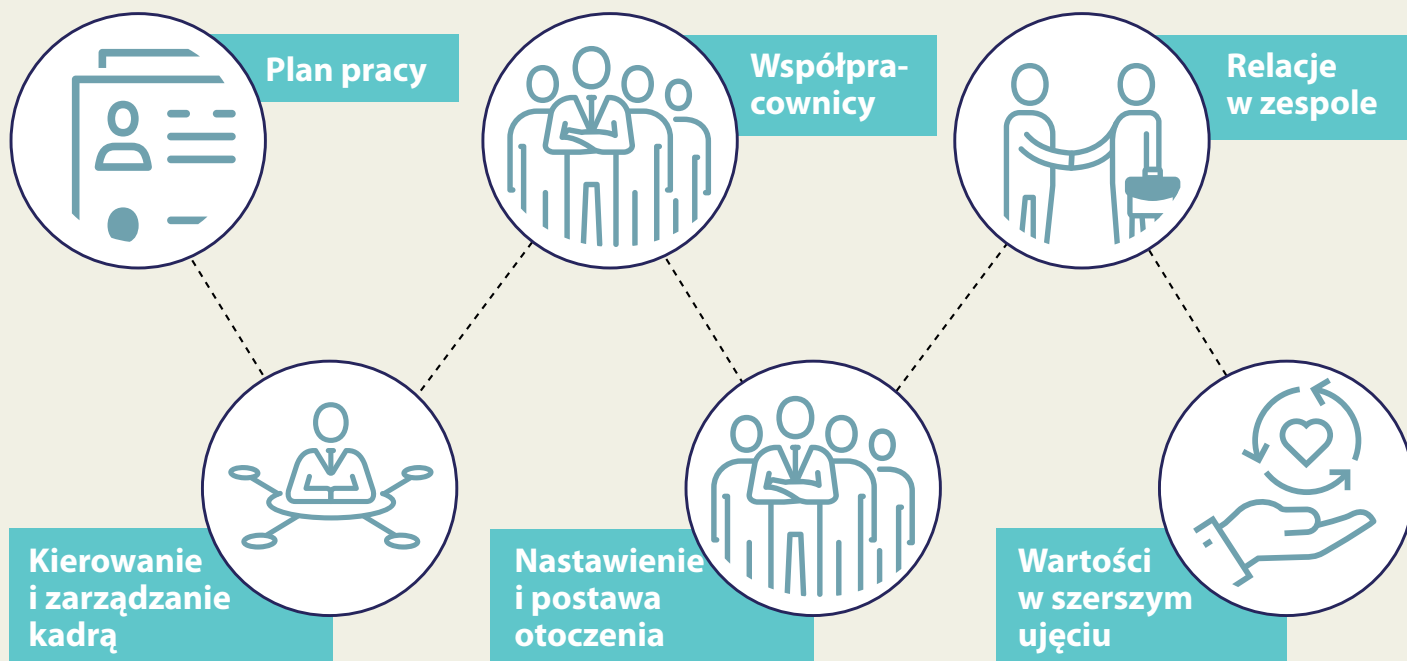 Plan pracy
Współpra-
cownicy
Relacje
w zespole
Kierowanie
i zarządzanie
kadrą
Nastawienie
i postawa
otoczenia
Wartości
w szerszym
ujęciu